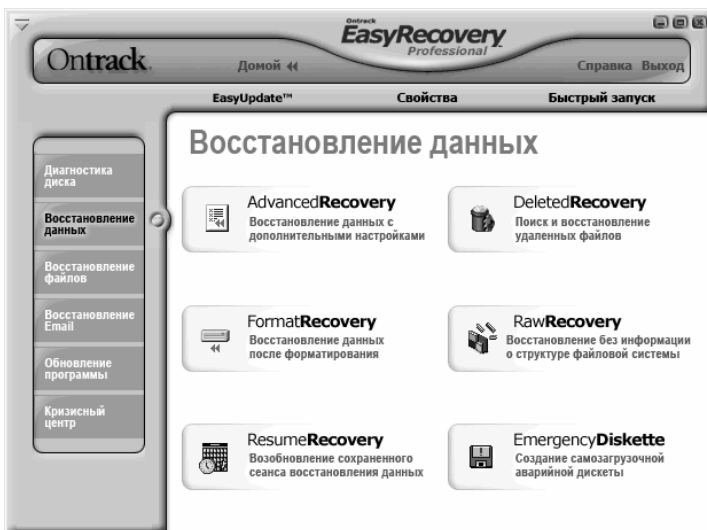 Ontrack
EasyRecovery
Professional
Ontrack.
Домой
Справка Выход
EasyUpdate™ Свойства Быстрый запуск
Восстановление данных
Диагностика
диска
Восстановление
данных
Восстановление
файлов
Восстановление
Email
Обновление
программы
Кризисный
центр
AdvancedRecovery
Восстановление данных с
дополнительными настройками
DeletedRecovery
Поиск и восстановление
удаленных файлов
FormatRecovery
Восстановление данных
после форматирования
RawRecovery
Восстановление без информации
о структуре файловой системы
ResumeRecovery
Возобновление сохраненного
сеанса восстановления данных
EmergencyDiskette
Создание самозагрузочной
аварийной дискеты